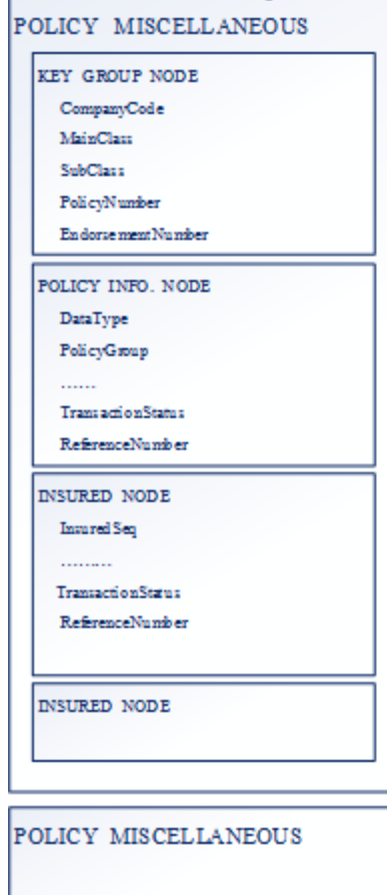 POLICY MISCELLANEOUS
KEY GROUP NODE
CompanyCode
MainClass
SubClass
PolicyNumber
EndorsementNumber
POLICY INFO. NODE
DataType
PolicyGroup
......
TransactionStatus
ReferenceNumber
INSURED NODE
InsuredSeq
.........
TransactionStatus
ReferenceNumber
INSURED NODE
POLICY MISCELLANEOUS